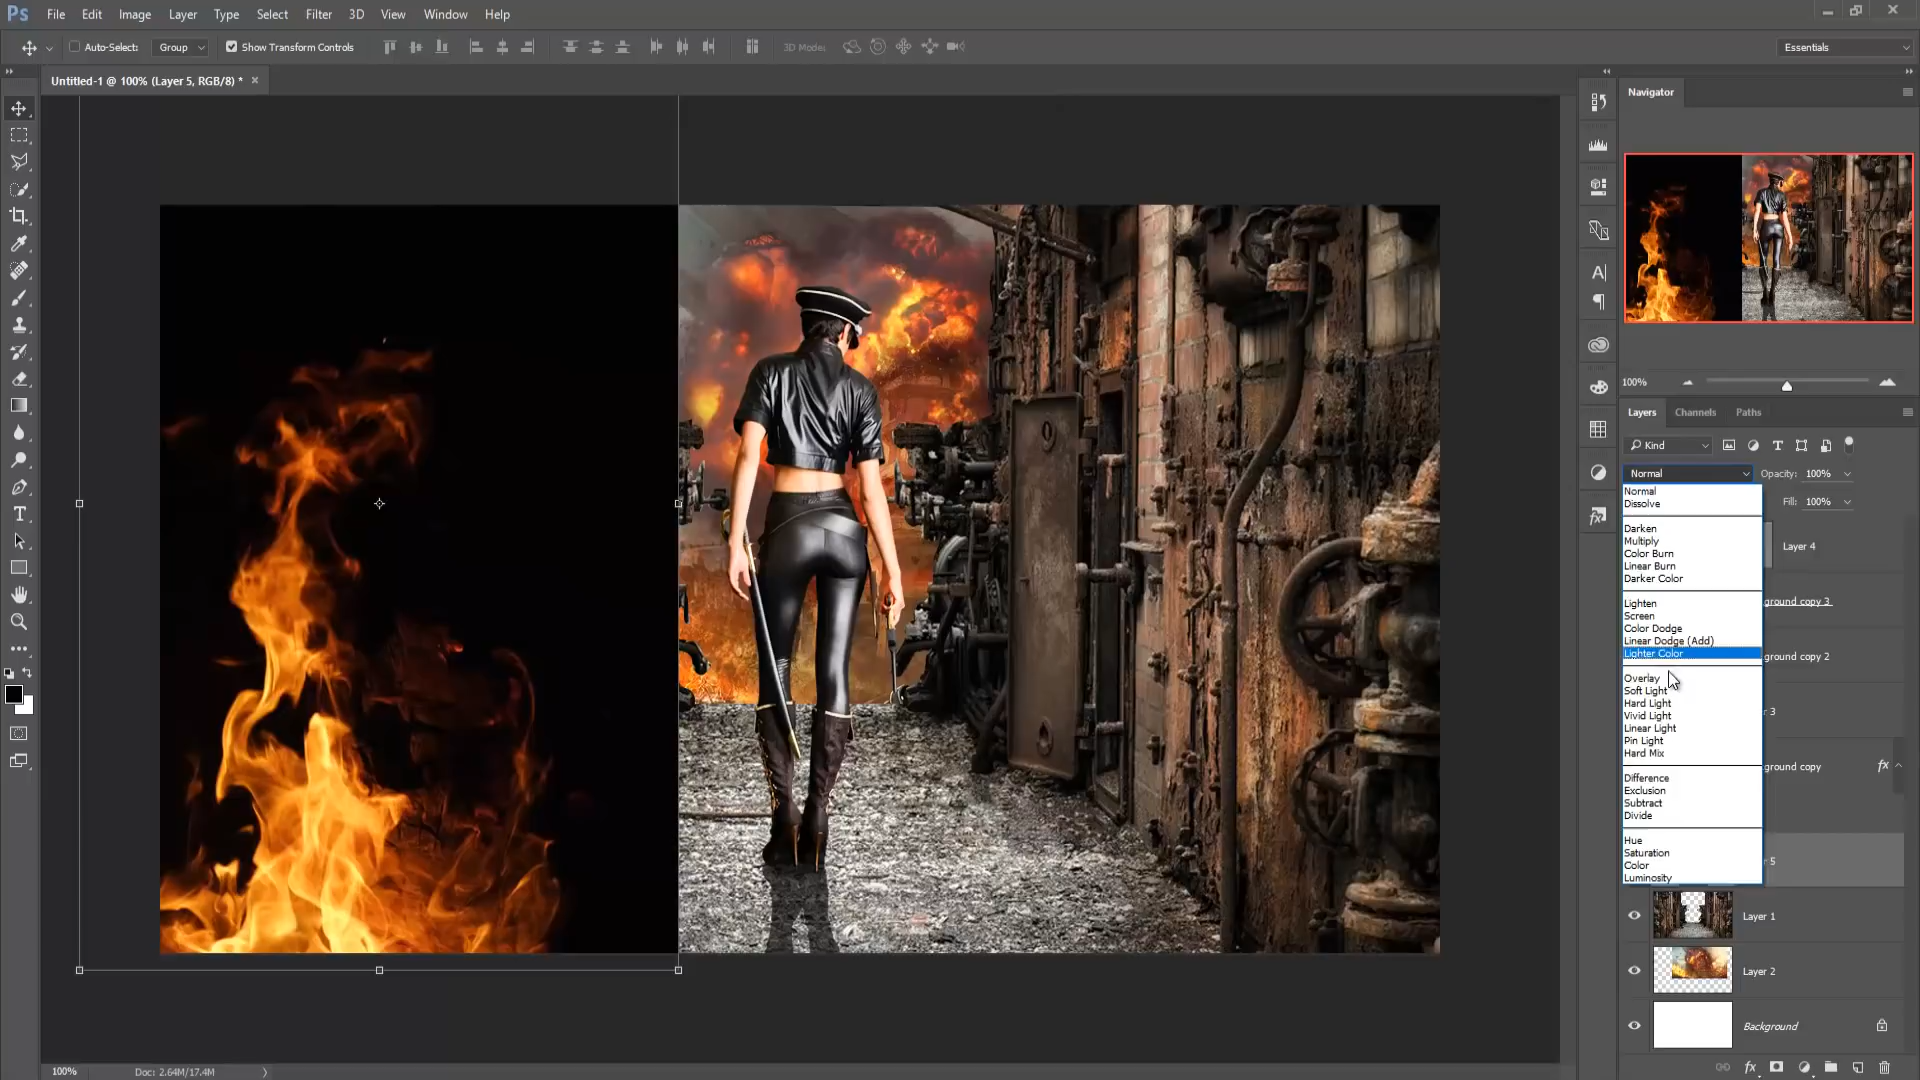 Ps File Edit Image Layer Type Select Filter 3D View Window Help
Auto-Select: Group Show Transform Controls 3D Mode: Essentials
Untitled-1 @ 100% (Layer 5, RGB/8) * ×
Navigator
100%
Layers Channels Paths
Kind
Normal Opacity: 100%
Fill: 100%
Normal
Dissolve
Darken
Multiply
Color Burn
Linear Burn
Darker Color
Lighten
Screen
Color Dodge
Linear Dodge (Add)
Lighter Color
Overlay
Soft Light
Hard Light
Vivid Light
Linear Light
Pin Light
Hard Mix
Difference
Exclusion
Subtract
Divide
Hue
Saturation
Color
Luminosity
Layer 4
ground copy 3
ground copy 2
r 3
ground copy fx
r 5
Layer 1
Layer 2
Background
100% Doc: 2.64M/17.4M
fx